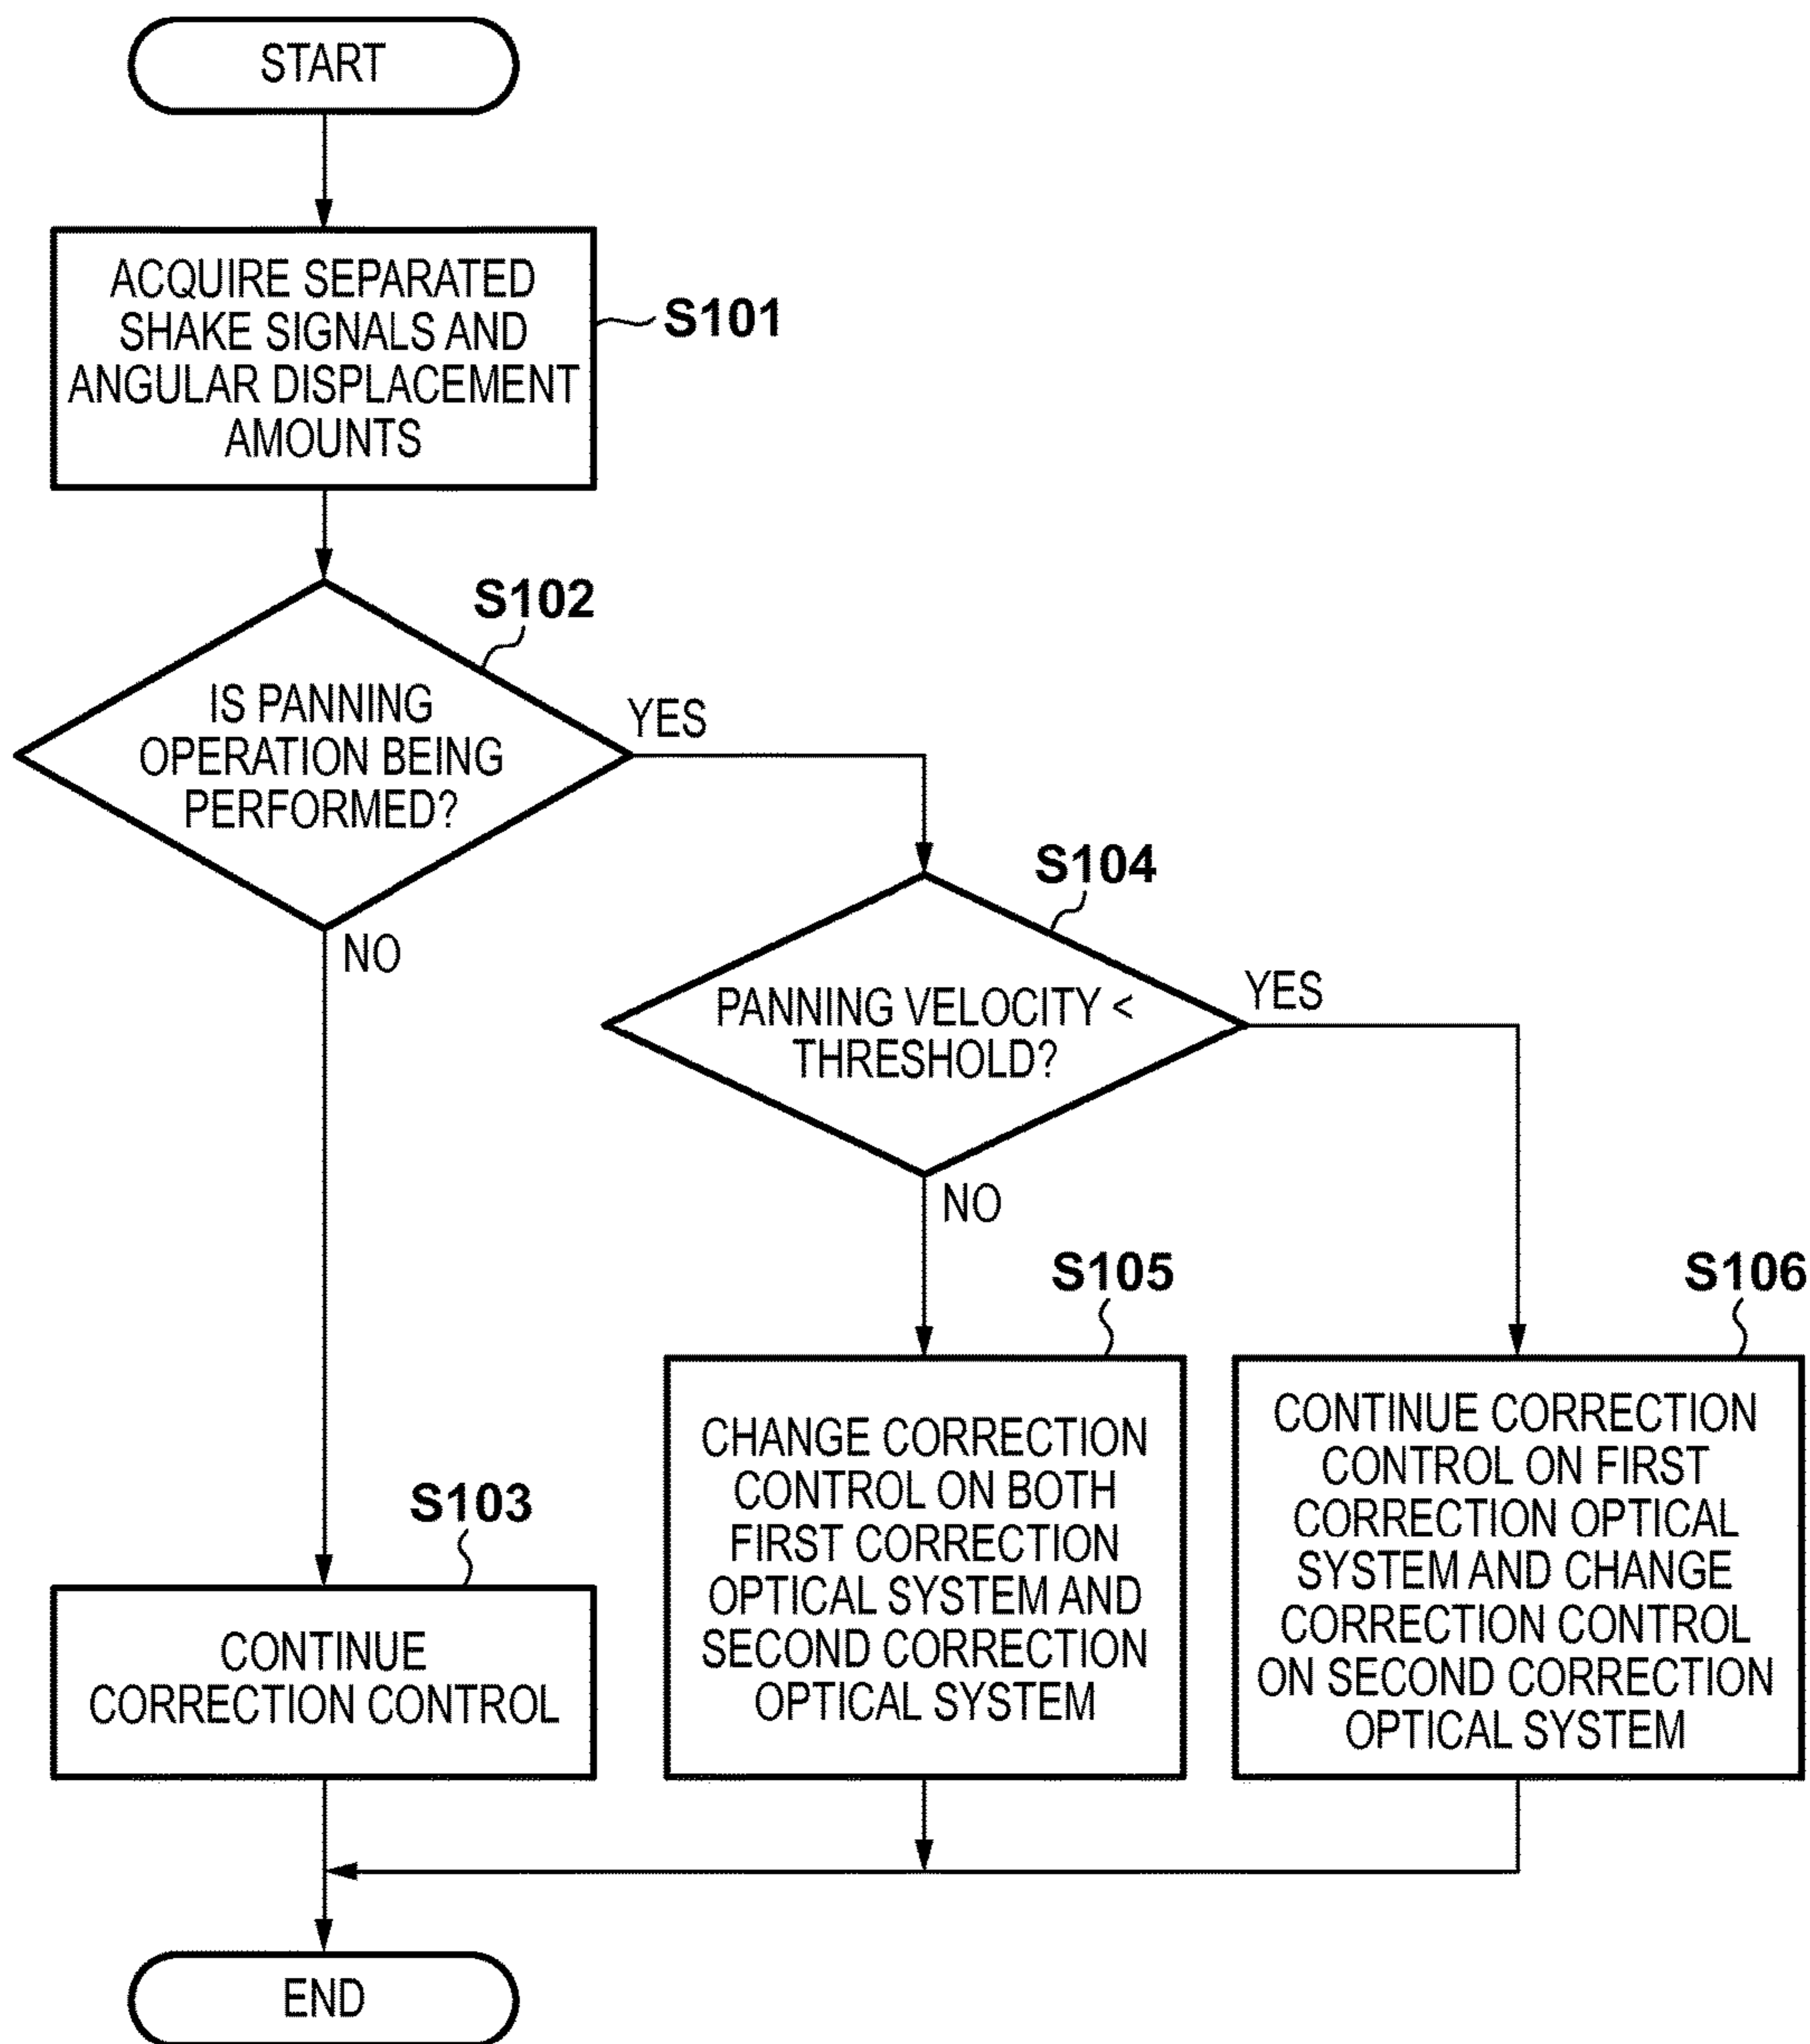 START
ACQUIRE SEPARATED
SHAKE SIGNALS AND
ANGULAR DISPLACEMENT
AMOUNTS
S101
S102
IS PANNING
OPERATION BEING
PERFORMED?
YES
NO
S104
PANNING VELOCITY <
THRESHOLD?
YES
NO
S103
CONTINUE
CORRECTION CONTROL
S105
CHANGE CORRECTION
CONTROL ON BOTH
FIRST CORRECTION
OPTICAL SYSTEM AND
SECOND CORRECTION
OPTICAL SYSTEM
S106
CONTINUE CORRECTION
CONTROL ON FIRST
CORRECTION OPTICAL
SYSTEM AND CHANGE
CORRECTION CONTROL
ON SECOND CORRECTION
OPTICAL SYSTEM
END